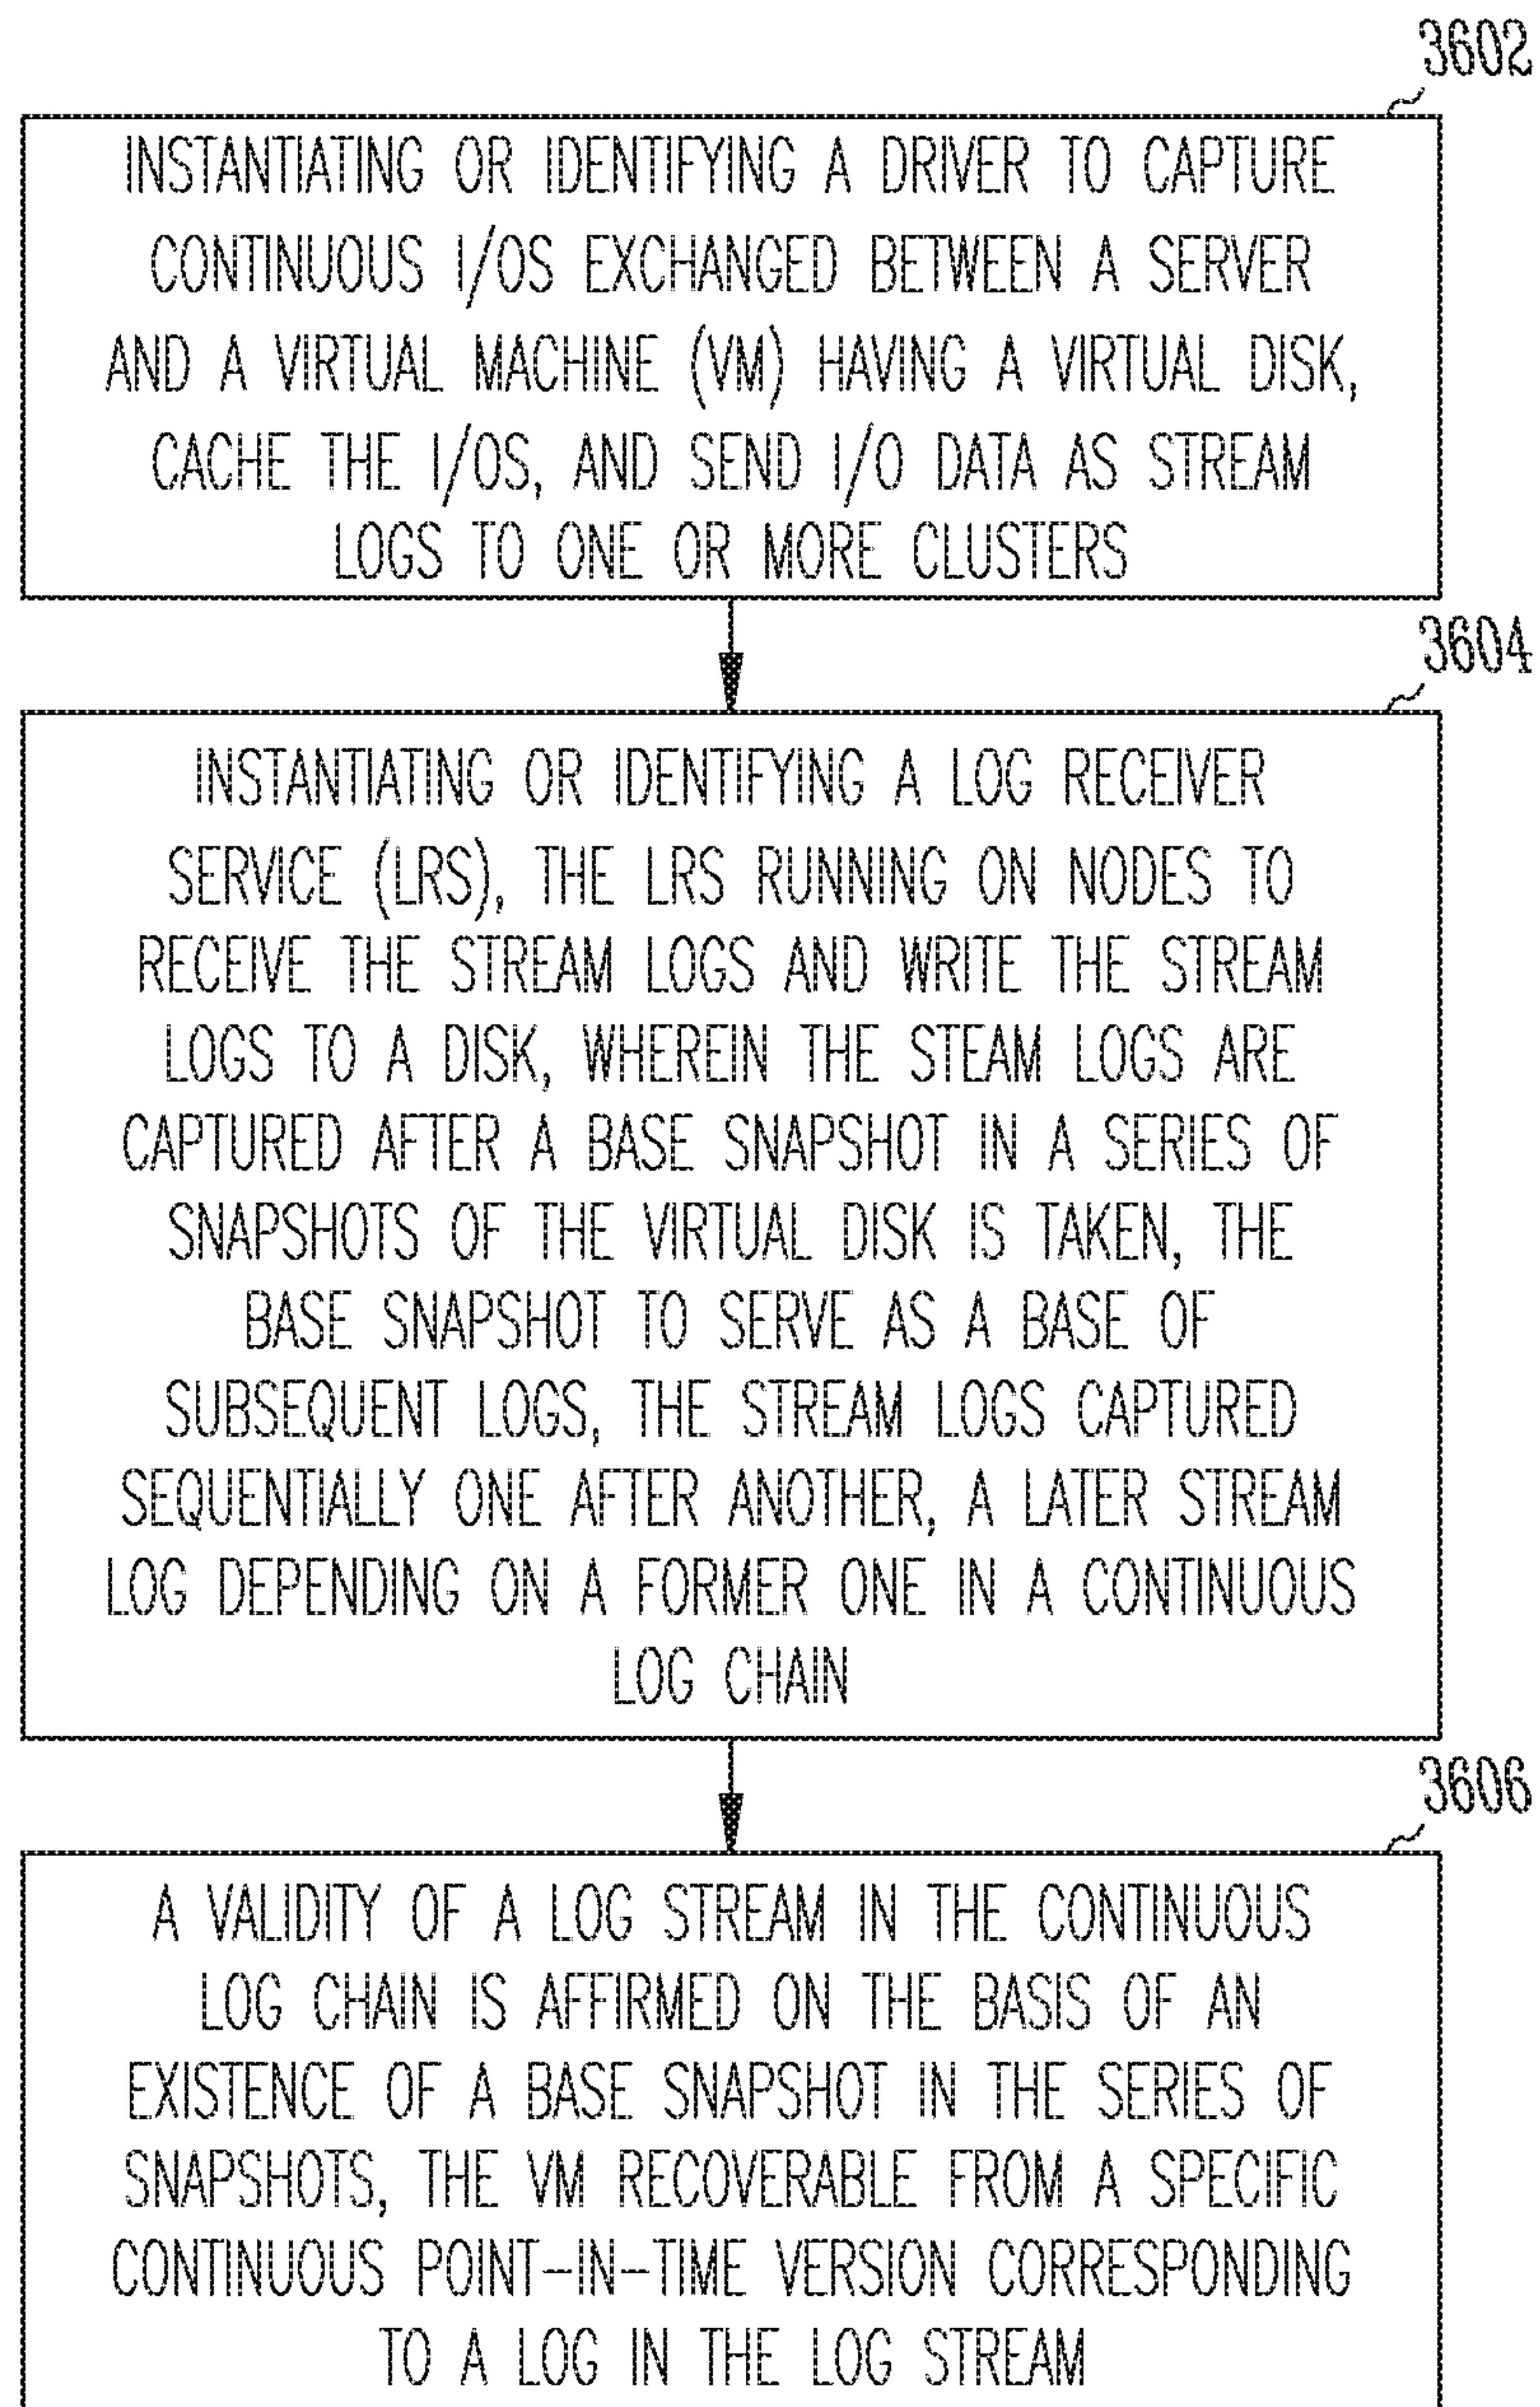 3602
INSTANTIATING OR IDENTIFYING A DRIVER TO CAPTURE
CONTINUOUS I/OS EXCHANGED BETWEEN A SERVER
AND A VIRTUAL MACHINE (VM) HAVING A VIRTUAL DISK,
CACHE THE I/OS, AND SEND I/O DATA AS STREAM
LOGS TO ONE OR MORE CLUSTERS
3604
INSTANTIATING OR IDENTIFYING A LOG RECEIVER
SERVICE (LRS), THE LRS RUNNING ON NODES TO
RECEIVE THE STREAM LOGS AND WRITE THE STREAM
LOGS TO A DISK, WHEREIN THE STEAM LOGS ARE
CAPTURED AFTER A BASE SNAPSHOT IN A SERIES OF
SNAPSHOTS OF THE VIRTUAL DISK IS TAKEN, THE
BASE SNAPSHOT TO SERVE AS A BASE OF
SUBSEQUENT LOGS, THE STREAM LOGS CAPTURED
SEQUENTIALLY ONE AFTER ANOTHER, A LATER STREAM
LOG DEPENDING ON A FORMER ONE IN A CONTINUOUS
LOG CHAIN
3606
A VALIDITY OF A LOG STREAM IN THE CONTINUOUS
LOG CHAIN IS AFFIRMED ON THE BASIS OF AN
EXISTENCE OF A BASE SNAPSHOT IN THE SERIES OF
SNAPSHOTS, THE VM RECOVERABLE FROM A SPECIFIC
CONTINUOUS POINT-IN-TIME VERSION CORRESPONDING
TO A LOG IN THE LOG STREAM